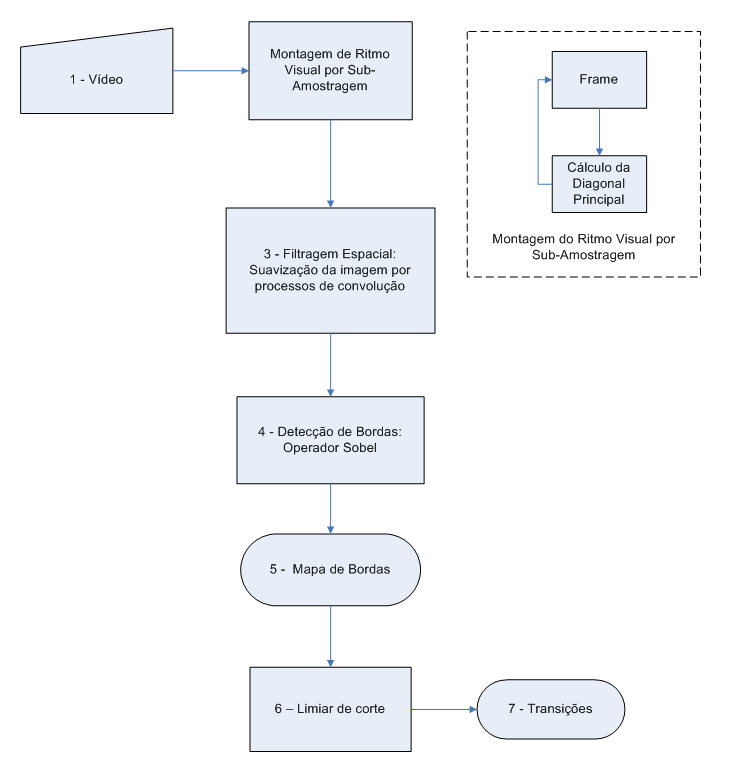 1 - Vídeo
Montagem de Ritmo
Visual por Sub-
Amostragem
Frame
Cálculo da
Diagonal
Principal
Montagem do Ritmo Visual por
Sub-Amostragem
3 - Filtragem Espacial:
Suavização da imagem por
processos de convolução
4 - Detecção de Bordas:
Operador Sobel
5 - Mapa de Bordas
6 – Limiar de corte
7 - Transições